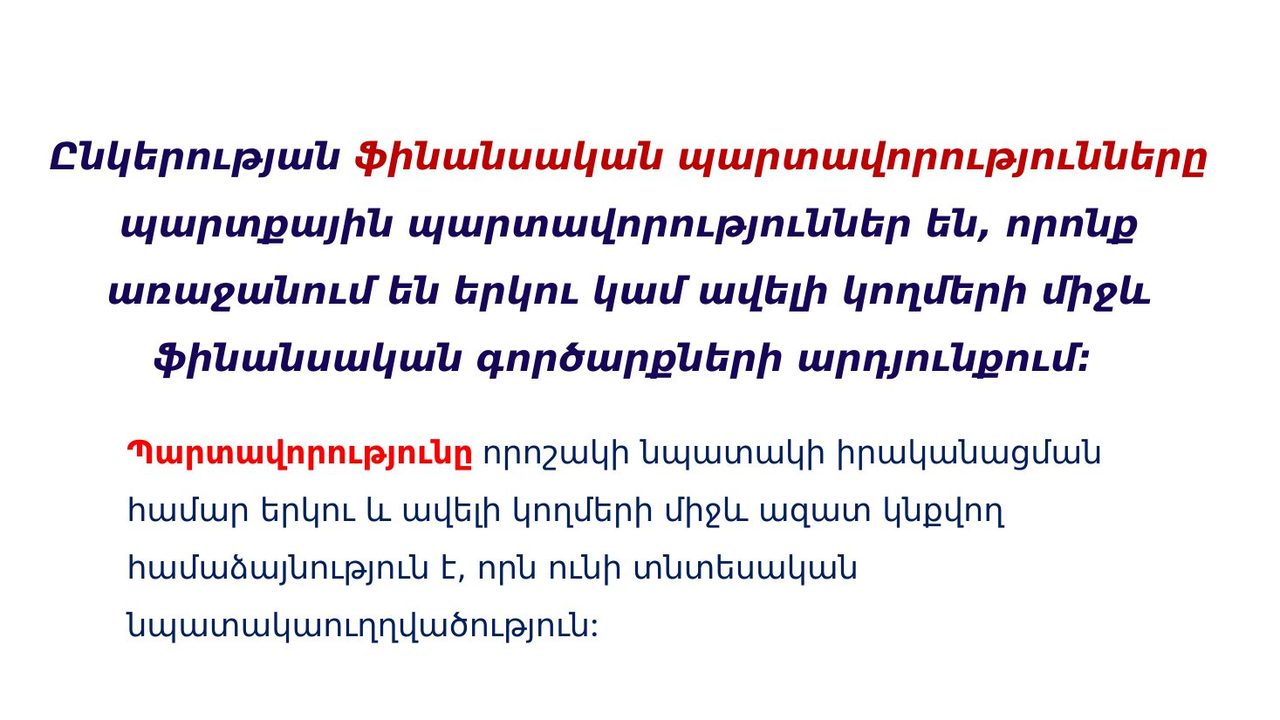 Ընկերության ֆինանսական պարտավորությունները
պարտքային պարտավորություններ են, որոնք
առաջանում են երկու կամ ավելի կողմերի միջև
ֆինանսական գործարքների արդյունքում:
Պարտավորությունը որոշակի նպատակի իրականացման
համար երկու և ավելի կողմերի միջև ազատ կնքվող
համաձայնություն է, որն ունի տնտեսական
նպատակաուղղվածություն: